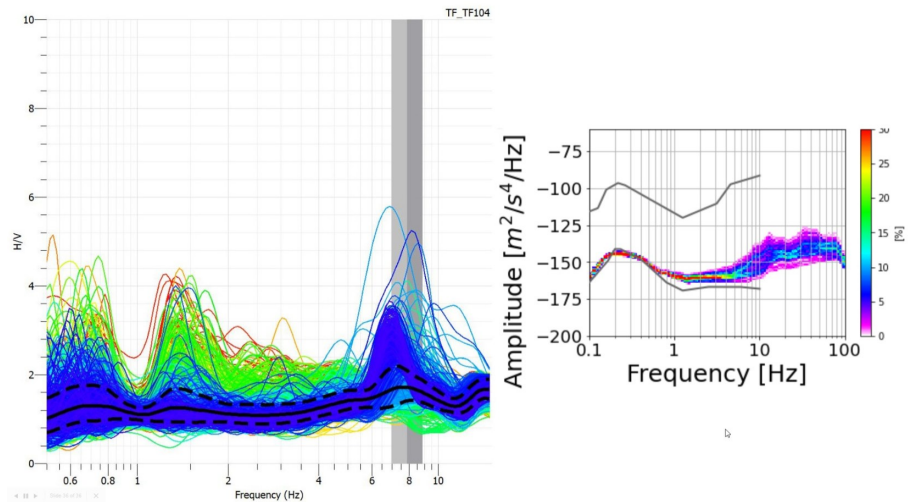 TF_TF104
10
8
6
4
2
0
H/V
0.6 0.8 1 2 4 6 8 10
Frequency (Hz)
−75
−100
−125
−150
−175
−200
Amplitude [m²/s⁴/Hz]
0.1 1 10 100
Frequency [Hz]
30
25
20
15
10
5
0
[%]